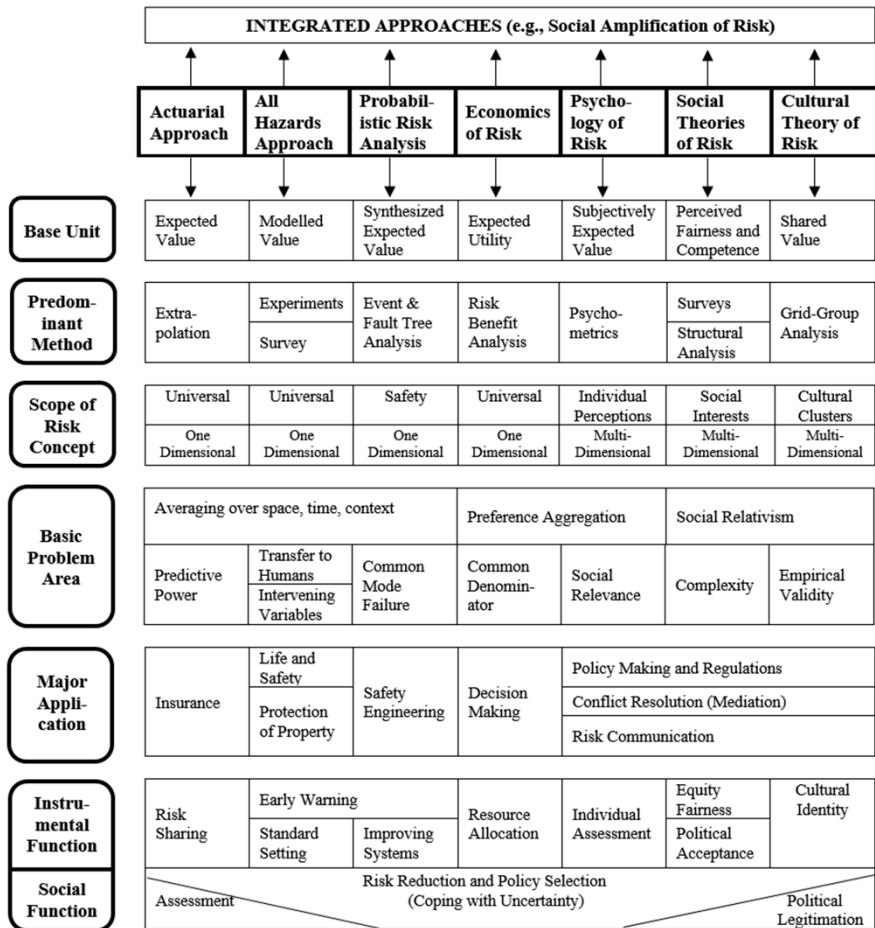 INTEGRATED APPROACHES (e.g., Social Amplification of Risk)
Actuarial
Approach
All
Hazards
Approach
Probabil-
istic Risk
Analysis
Economics
of Risk
Psycho-
logy of
Risk
Social
Theories
of Risk
Cultural
Theory of
Risk
Base Unit
Expected
Value
Modelled
Value
Synthesized
Expected
Value
Expected
Utility
Subjectively
Expected
Value
Perceived
Fairness and
Competence
Shared
Value
Predom-
inant
Method
Extra-
polation
Experiments
Survey
Event &
Fault Tree
Analysis
Risk
Benefit
Analysis
Psycho-
metrics
Surveys
Structural
Analysis
Grid-Group
Analysis
Scope of
Risk
Concept
Universal
Universal
Safety
Universal
Individual
Perceptions
Social
Interests
Cultural
Clusters
One
Dimensional
One
Dimensional
One
Dimensional
One
Dimensional
Multi-
Dimensional
Multi-
Dimensional
Multi-
Dimensional
Basic
Problem
Area
Averaging over space, time, context
Preference Aggregation
Social Relativism
Predictive
Power
Transfer to
Humans
Intervening
Variables
Common
Mode
Failure
Common
Denomin-
ator
Social
Relevance
Complexity
Empirical
Validity
Major
Appli-
cation
Insurance
Life and
Safety
Protection
of Property
Safety
Engineering
Decision
Making
Policy Making and Regulations
Conflict Resolution (Mediation)
Risk Communication
Instru-
mental
Function
Risk
Sharing
Early Warning
Standard
Setting
Improving
Systems
Resource
Allocation
Individual
Assessment
Equity
Fairness
Political
Acceptance
Cultural
Identity
Social
Function
Assessment
Risk Reduction and Policy Selection
(Coping with Uncertainty)
Political
Legitimation